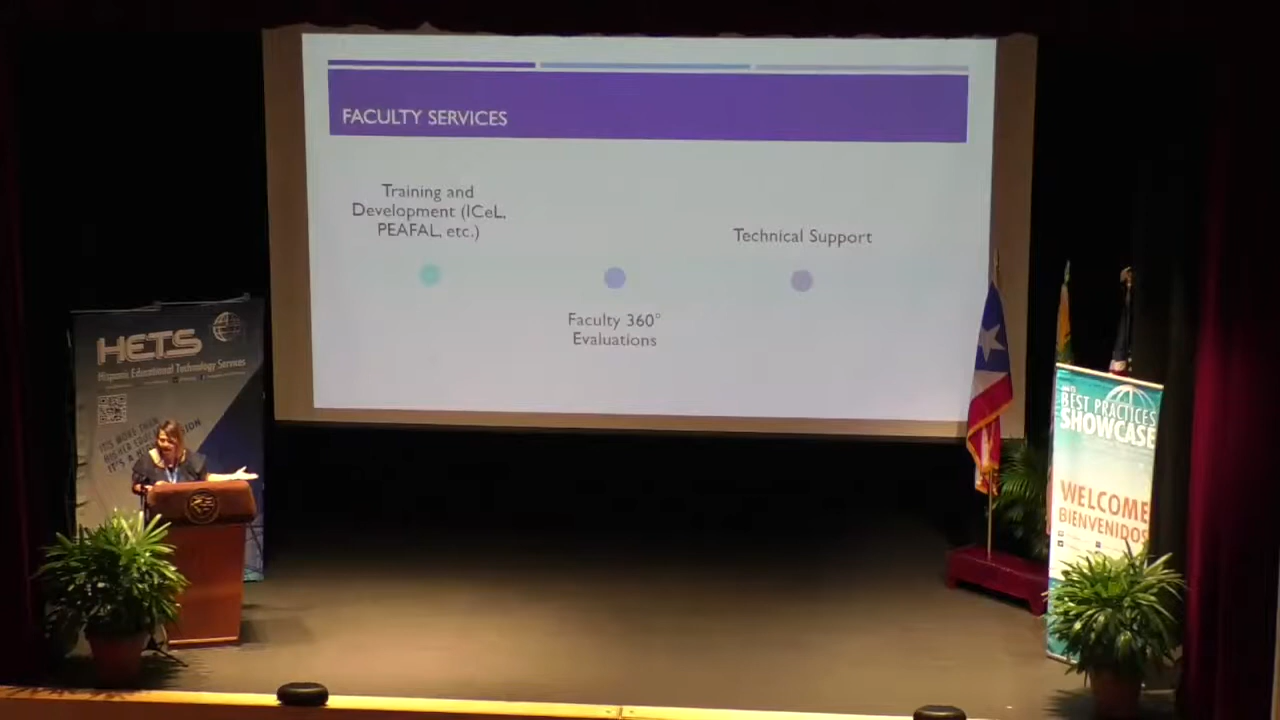 FACULTY SERVICES
Training and
Development (ICeL,
PEAFAL, etc.)
Technical Support
Faculty 360°
Evaluations
HETS
Hispanic Educational Technology Services
IT'S MORE THAN
HIGHER EDUCATION
IT'S A
BEST PRACTICES
SHOWCASE
WELCOME
BIENVENIDOS